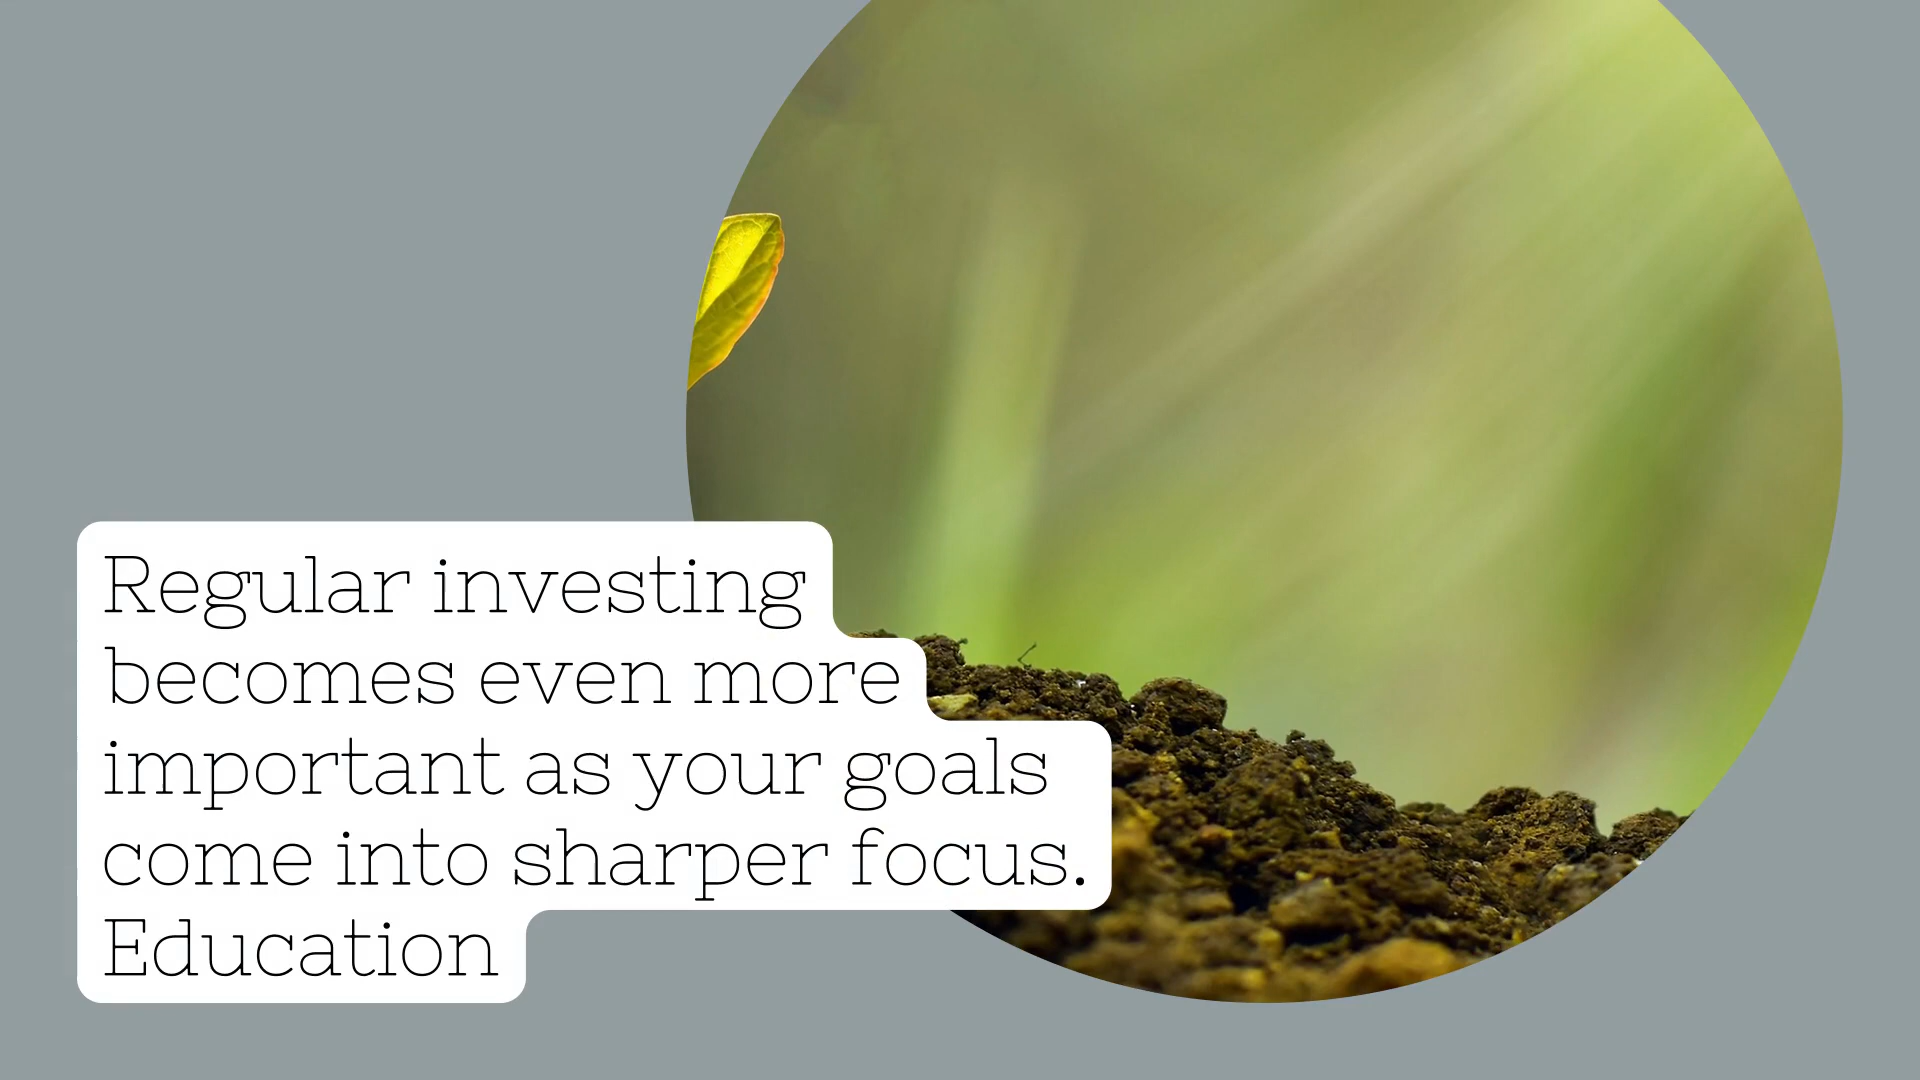 Regular investing
becomes even more
important as your goals
come into sharper focus.
Education